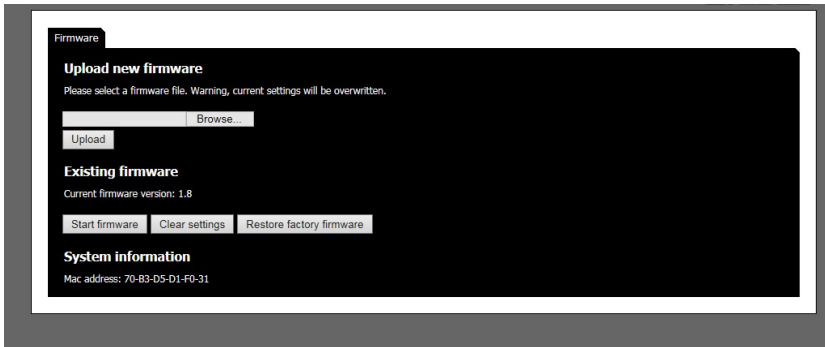 Firmware
Upload new firmware
Please select a firmware file. Warning, current settings will be overwritten.
Browse...
Upload
Existing firmware
Current firmware version: 1.8
Start firmware Clear settings Restore factory firmware
System information
Mac address: 70-B3-D5-D1-F0-31